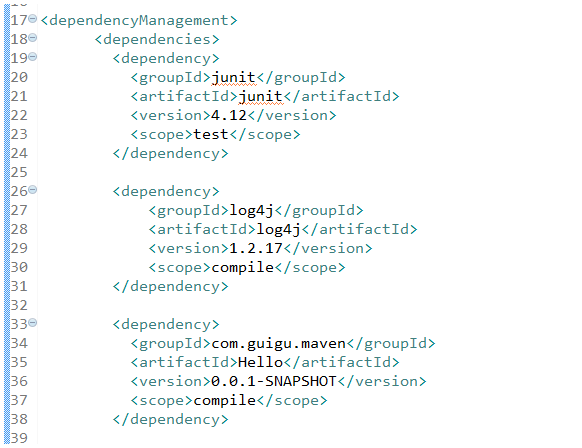 17 <dependencyManagement>
18 <dependencies>
19 <dependency>
20 <groupId>junit</groupId>
21 <artifactId>junit</artifactId>
22 <version>4.12</version>
23 <scope>test</scope>
24 </dependency>
25
26 <dependency>
27 <groupId>log4j</groupId>
28 <artifactId>log4j</artifactId>
29 <version>1.2.17</version>
30 <scope>compile</scope>
31 </dependency>
32
33 <dependency>
34 <groupId>com.guigu.maven</groupId>
35 <artifactId>Hello</artifactId>
36 <version>0.0.1-SNAPSHOT</version>
37 <scope>compile</scope>
38 </dependency>
39